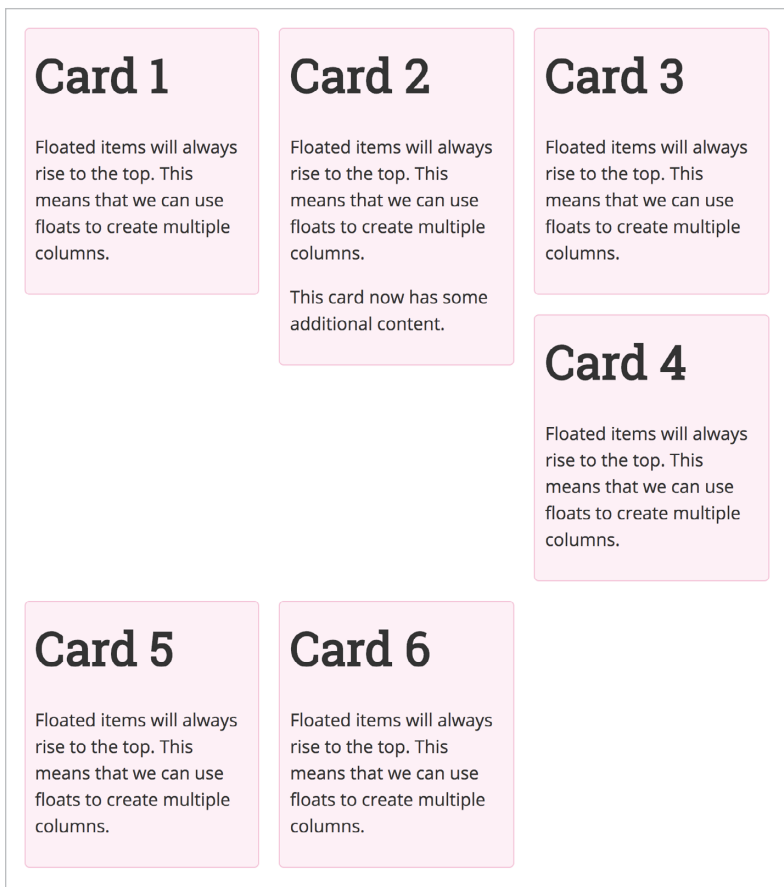 Card 1
Floated items will always
rise to the top. This
means that we can use
floats to create multiple
columns.
Card 2
Floated items will always
rise to the top. This
means that we can use
floats to create multiple
columns.
This card now has some
additional content.
Card 3
Floated items will always
rise to the top. This
means that we can use
floats to create multiple
columns.
Card 4
Floated items will always
rise to the top. This
means that we can use
floats to create multiple
columns.
Card 5
Floated items will always
rise to the top. This
means that we can use
floats to create multiple
columns.
Card 6
Floated items will always
rise to the top. This
means that we can use
floats to create multiple
columns.